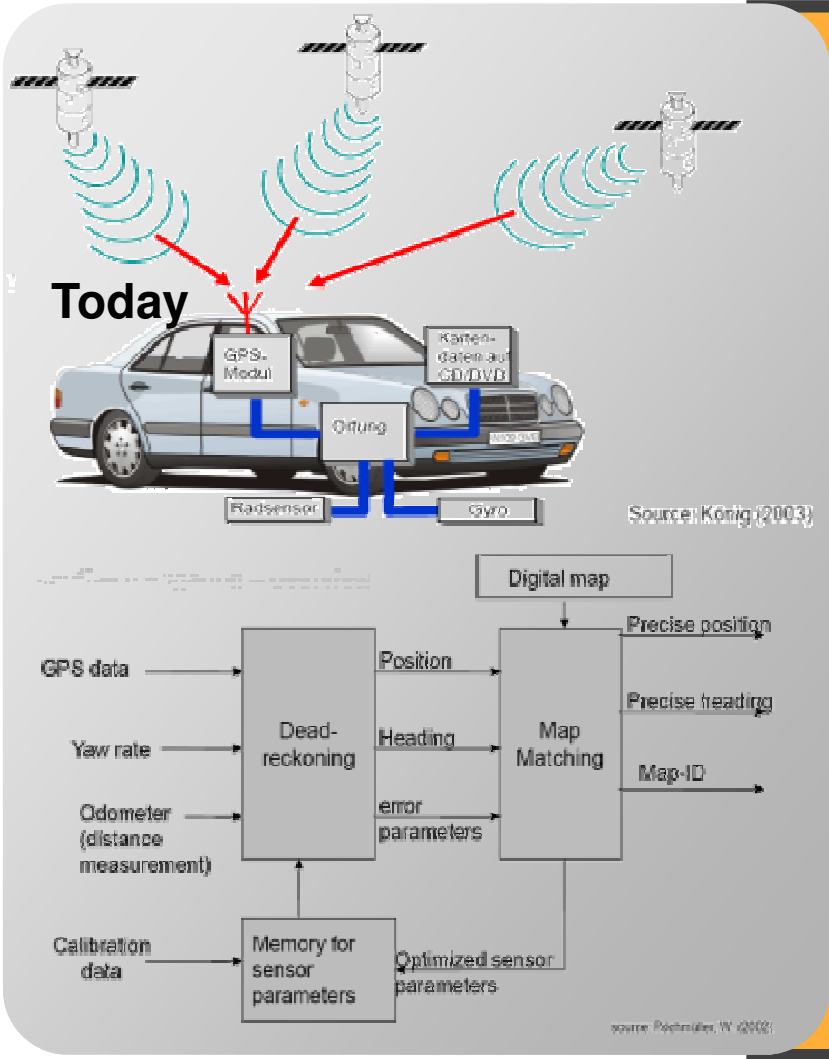 Today
GPS-
Modul
Karten-
daten auf
CD/DVD
Ortung
Radsensor
Gyro
Source: König (2003)
Digital map
Precise position
GPS data
Position
Precise heading
Dead-
reckoning
Map
Matching
Yaw rate
Heading
Map-ID
Odometer
(distance
measurement)
error
parameters
Calibration
data
Memory for
sensor
parameters
Optimized sensor
parameters
source: W. (2002)